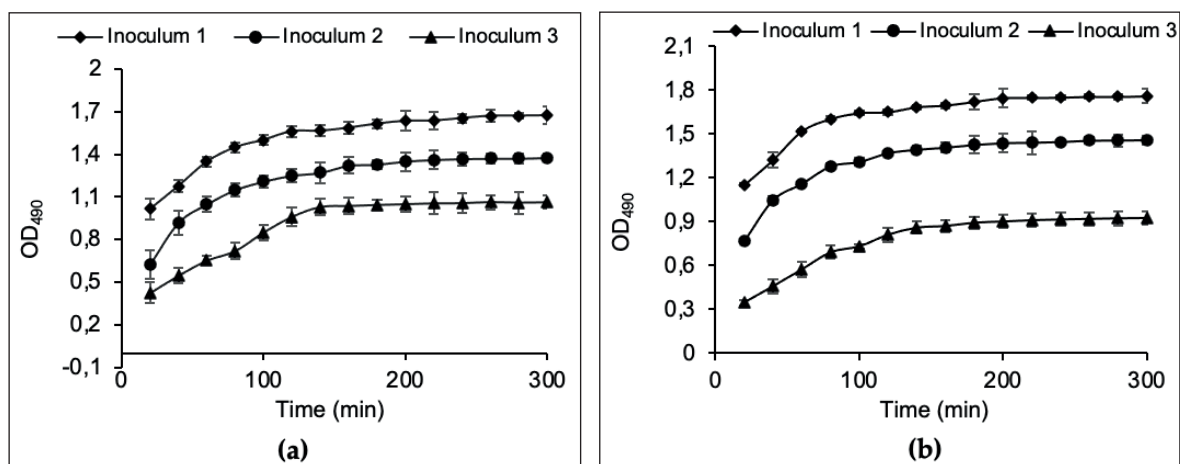 Inoculum 1 Inoculum 2 Inoculum 3
2
1,7
1,4
1,1
0,8
0,5
0,2
-0,1
OD490
0 100 200 300
Time (min)
(a)
Inoculum 1 Inoculum 2 Inoculum 3
2,1
1,8
1,5
1,2
0,9
0,6
0,3
0
OD490
0 100 200 300
Time (min)
(b)